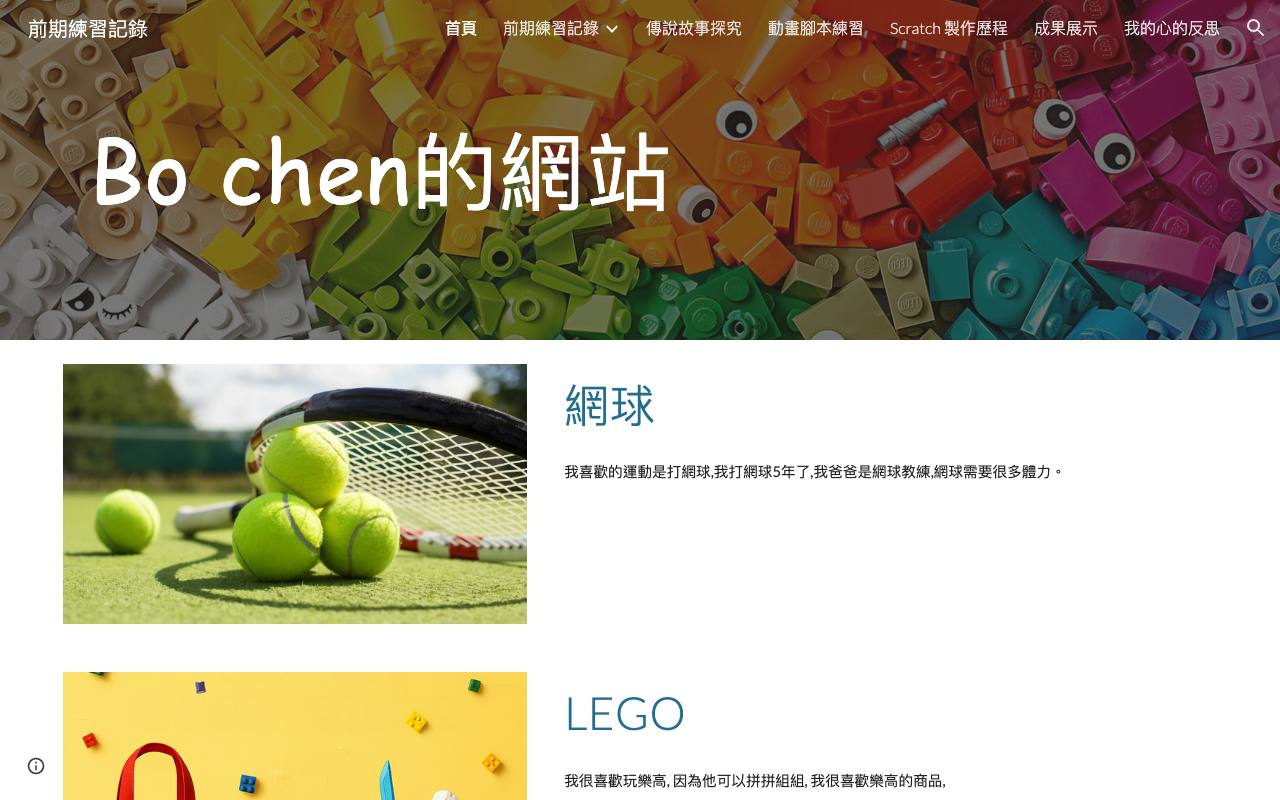 前期練習記錄
首頁
前期練習記錄
傳說故事探究
動畫腳本練習
Scratch 製作歷程
成果展示
我的心的反思
Bo chen的網站
網球
我喜歡的運動是打網球,我打網球5年了,我爸爸是網球教練,網球需要很多體力。
LEGO
我很喜歡玩樂高, 因為他可以拼拼組組, 我很喜歡樂高的商品,